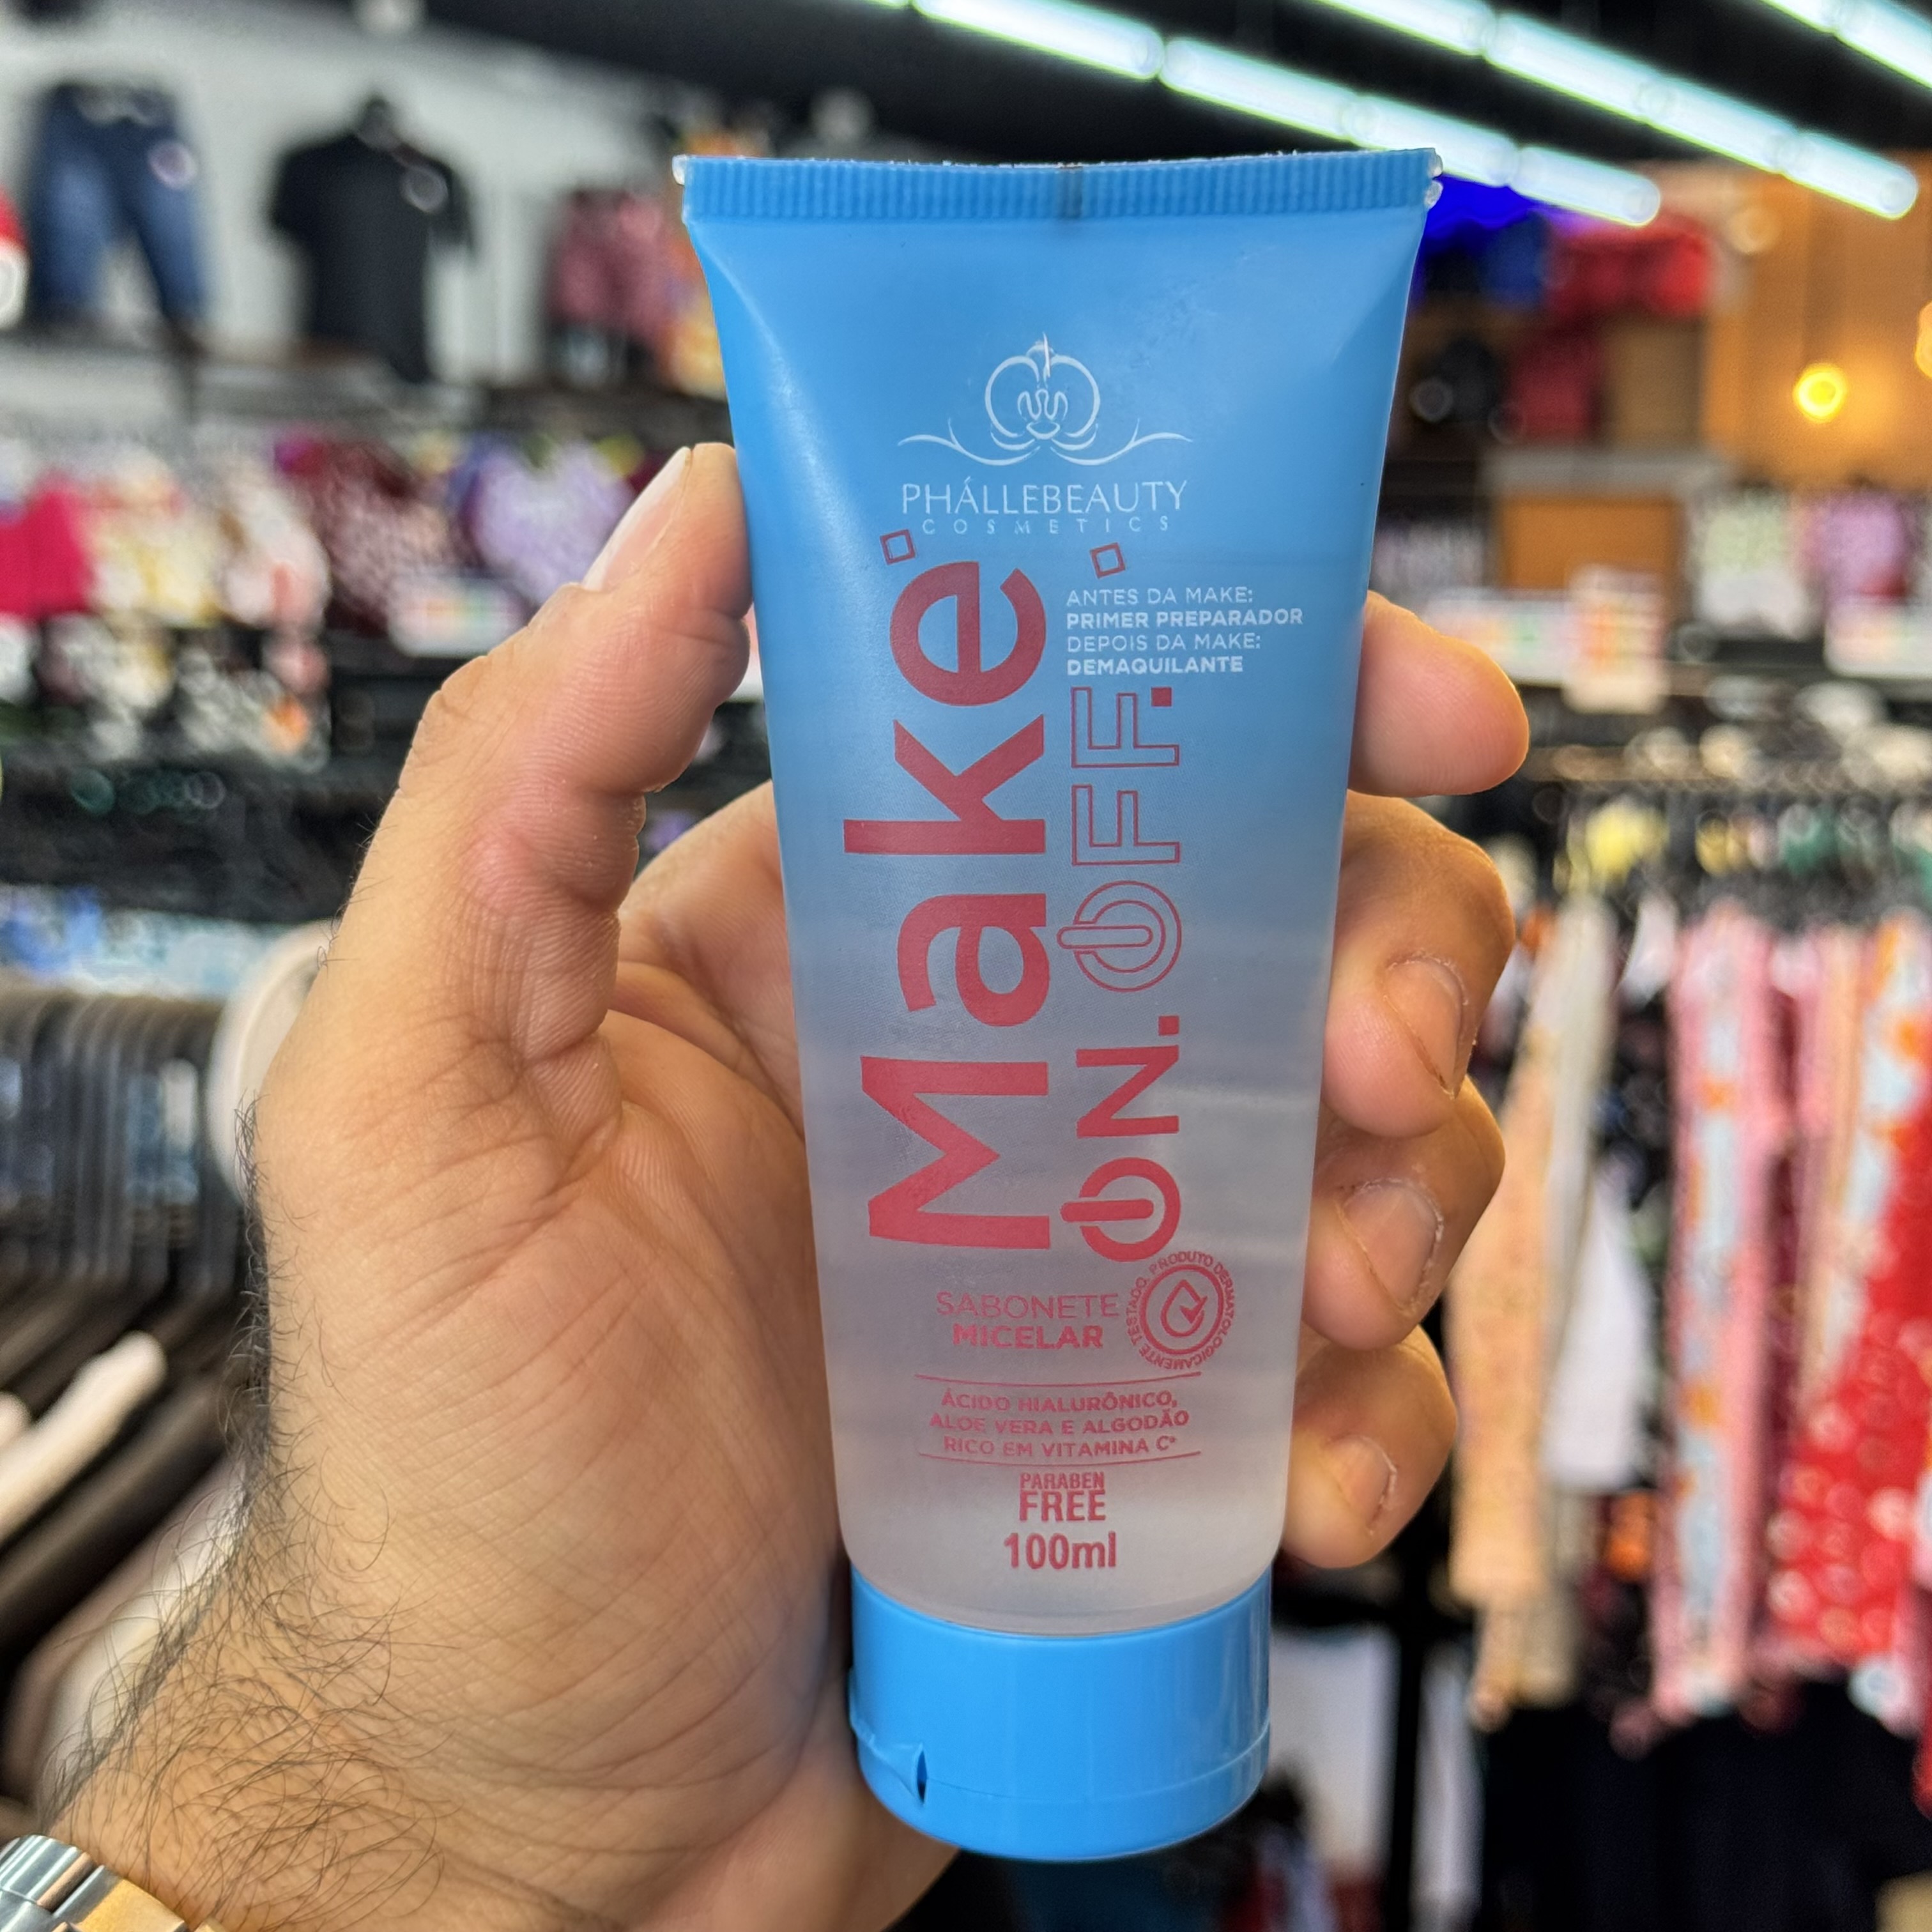 PHÁLLEBEAUTY
COSMETICS
ANTES DA MAKE:
PRIMER PREPARADOR
DEPOIS DA MAKE:
DEMAQUILANTE
Make
ON. OFF.
SABONETE
MICELAR
PRODUTO DERMATOLOGICAMENTE TESTADO.
ÁCIDO HIALURÔNICO,
ALOE VERA E ALGODÃO
RICO EM VITAMINA C*
PARABEN
FREE
100ml